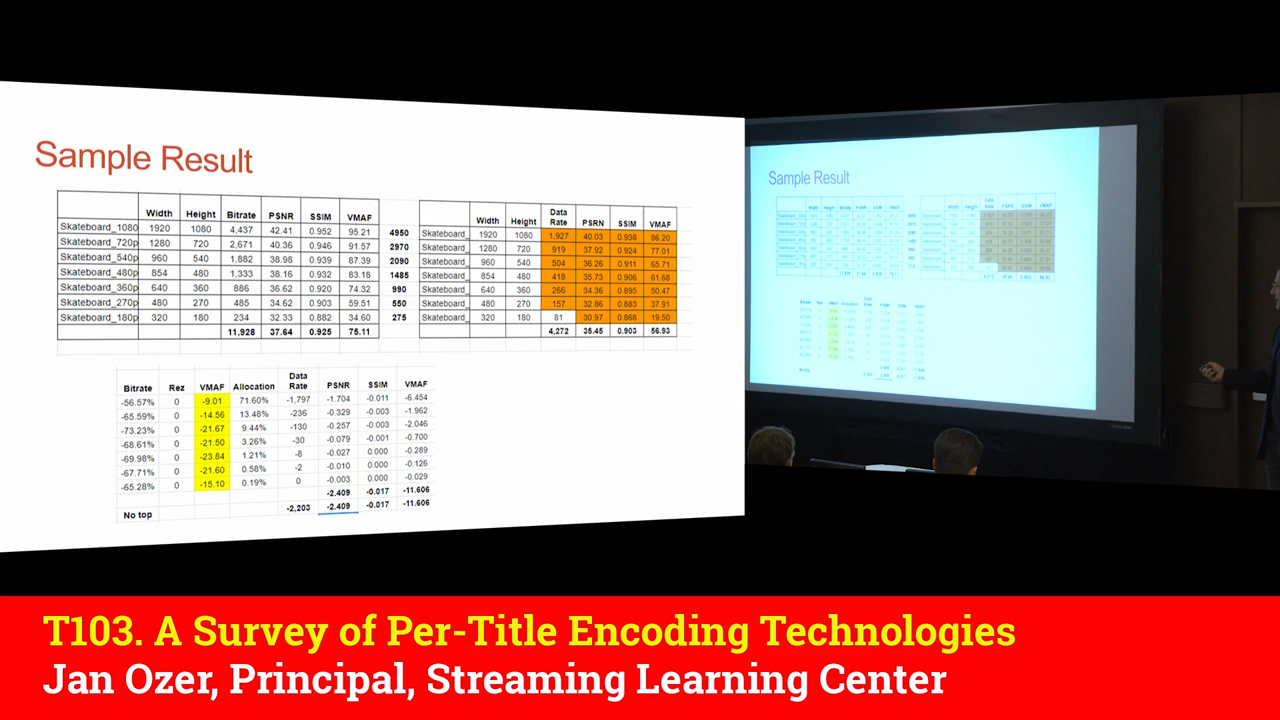 Sample Result
Width Height Bitrate PSNR SSIM VMAF
Skateboard_1080 1920 1080 4,437 42.41 0.952 95.21 4950
Skateboard_720p 1280 720 2,671 40.36 0.946 91.57 2970
Skateboard_540p 960 540 1,882 38.98 0.939 87.39 2090
Skateboard_480p 854 480 1,333 38.16 0.932 83.18 1485
Skateboard_360p 640 360 886 36.62 0.920 74.32 990
Skateboard_270p 480 270 485 34.62 0.903 59.51 550
Skateboard_180p 320 180 234 32.33 0.882 34.60 275
11,928 37.64 0.925 75.11
Width Height Data Rate PSRN SSIM VMAF
Skateboard_ 1920 1080 1,927 40.03 0.938 86.20
Skateboard_ 1280 720 919 37.92 0.924 77.01
Skateboard_ 960 540 504 36.26 0.911 65.71
Skateboard_ 854 480 418 35.73 0.906 61.68
Skateboard_ 640 360 266 34.36 0.895 50.47
Skateboard_ 480 270 157 32.86 0.883 37.91
Skateboard_ 320 180 81 30.97 0.868 19.50
4,272 35.45 0.903 56.93
Bitrate Rez VMAF Allocation Data Rate PSNR SSIM VMAF
-56.57% 0 -9.01 71.60% -1,797 -1.704 -0.011 -6.454
-65.59% 0 -14.56 13.48% -236 -0.329 -0.003 -1.962
-73.23% 0 -21.67 9.44% -130 -0.257 -0.003 -2.046
-68.61% 0 -21.50 3.26% -30 -0.079 -0.001 -0.700
-69.98% 0 -23.84 1.21% -8 -0.027 0.000 -0.289
-67.71% 0 -21.60 0.58% -2 -0.010 0.000 -0.126
-65.28% 0 -15.10 0.19% 0 -0.003 0.000 -0.029
-2.409 -0.017 -11.606
No top -2,203 -2.409 -0.017 -11.606
Sample Result
T103. A Survey of Per-Title Encoding Technologies
Jan Ozer, Principal, Streaming Learning Center